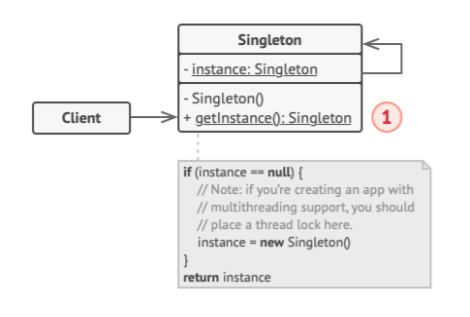 Singleton
- instance: Singleton
- Singleton()
+ getInstance(): Singleton
1
Client
if (instance == null) {
// Note: if you're creating an app with
// multithreading support, you should
// place a thread lock here.
instance = new Singleton()
}
return instance